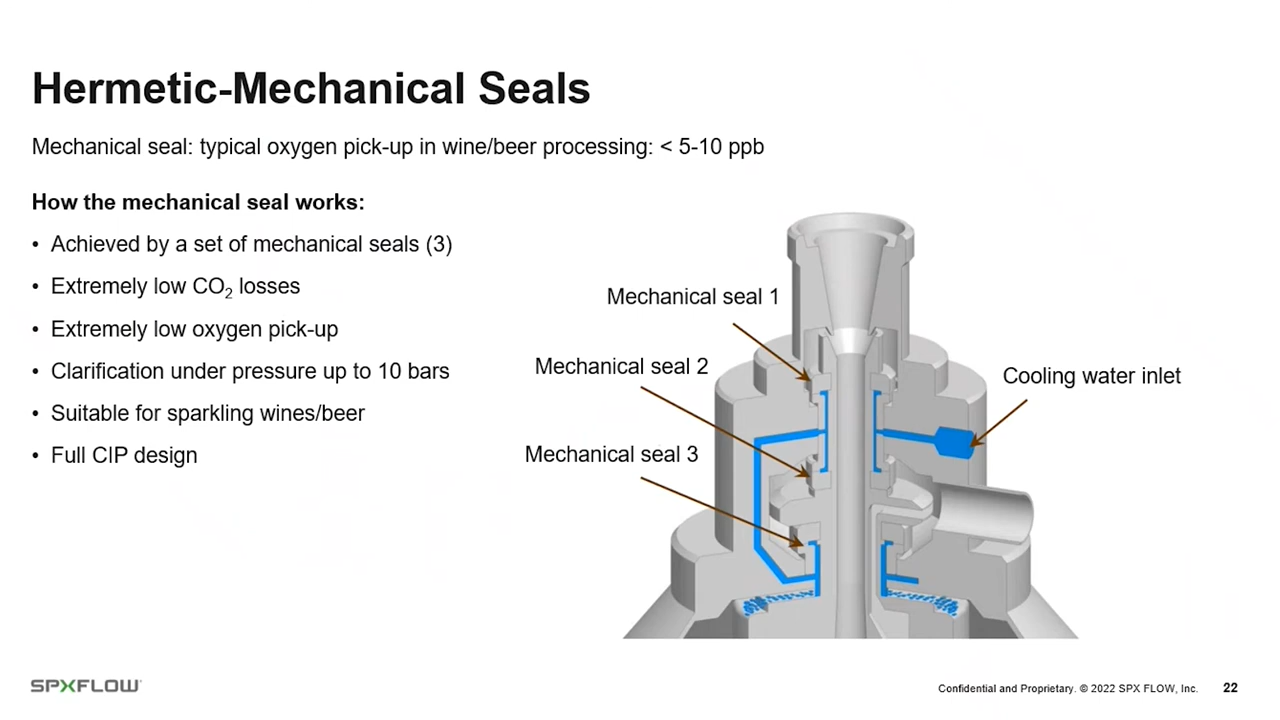 Hermetic-Mechanical Seals
Mechanical seal: typical oxygen pick-up in wine/beer processing: < 5-10 ppb
How the mechanical seal works:
• Achieved by a set of mechanical seals (3)
• Extremely low CO₂ losses
• Extremely low oxygen pick-up
• Clarification under pressure up to 10 bars
• Suitable for sparkling wines/beer
• Full CIP design
Mechanical seal 1
Mechanical seal 2
Cooling water inlet
Mechanical seal 3
SPXFLOW
Confidential and Proprietary. © 2022 SPX FLOW, Inc. 22